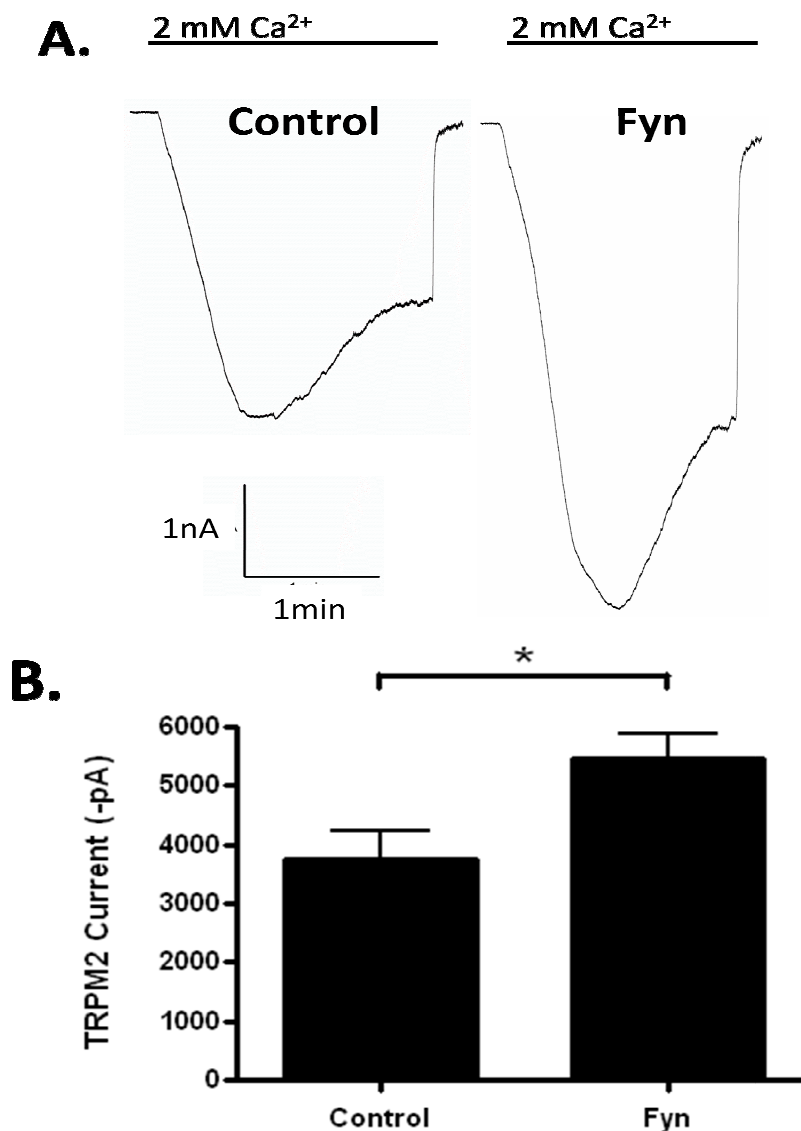 A.
2 mM Ca²⁺
2 mM Ca²⁺
Control
Fyn
1nA
1min
B.
*
TRPM2 Current (-pA)
6000
5000
4000
3000
2000
1000
0
Control
Fyn